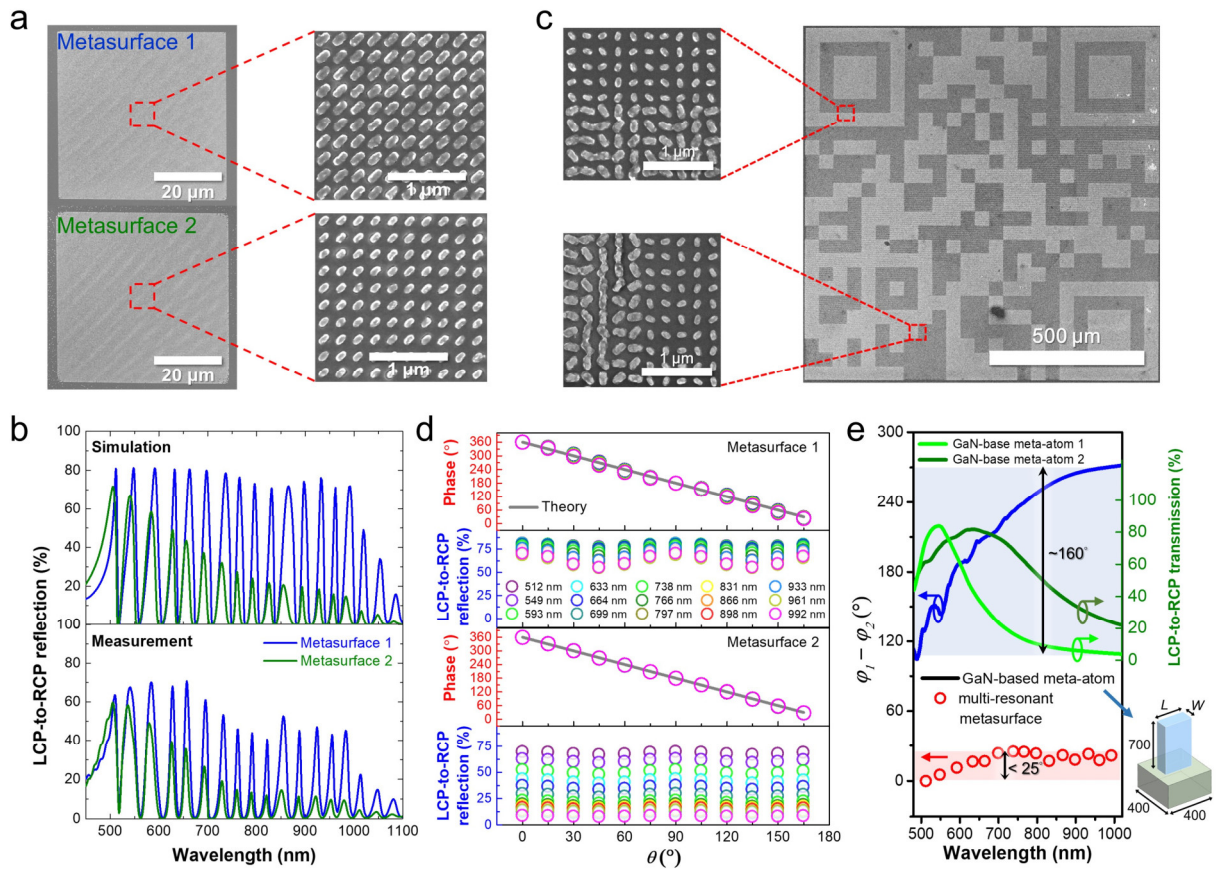 a
Metasurface 1
20 µm
1 µm
Metasurface 2
20 µm
1 µm
c
1 µm
1 µm
500 µm
b
LCP-to-RCP reflection (%)
100
80
60
40
20
100
80
60
40
20
0
Simulation
Measurement
Metasurface 1
Metasurface 2
500 600 700 800 900 1000 1100
Wavelength (nm)
d
Phase (°)
360
240
120
0
Metasurface 1
Theory
LCP-to-RCP
reflection (%)
75
50
25
0
512 nm 633 nm 738 nm 831 nm 933 nm
549 nm 664 nm 766 nm 866 nm 961 nm
593 nm 699 nm 797 nm 898 nm 992 nm
Phase (°)
360
240
120
0
Metasurface 2
LCP-to-RCP
reflection (%)
75
50
25
0
0 30 60 90 120 150 180
θ (°)
e
φ1 − φ2 (°)
300
270
240
210
180
150
120
90
30
0
GaN-base meta-atom 1
GaN-base meta-atom 2
~160°
LCP-to-RCP transmission (%)
100
80
60
40
20
0
GaN-based meta-atom
multi-resonant
metasurface
< 25°
500 600 700 800 900 1000
Wavelength (nm)
L W
700
400 400